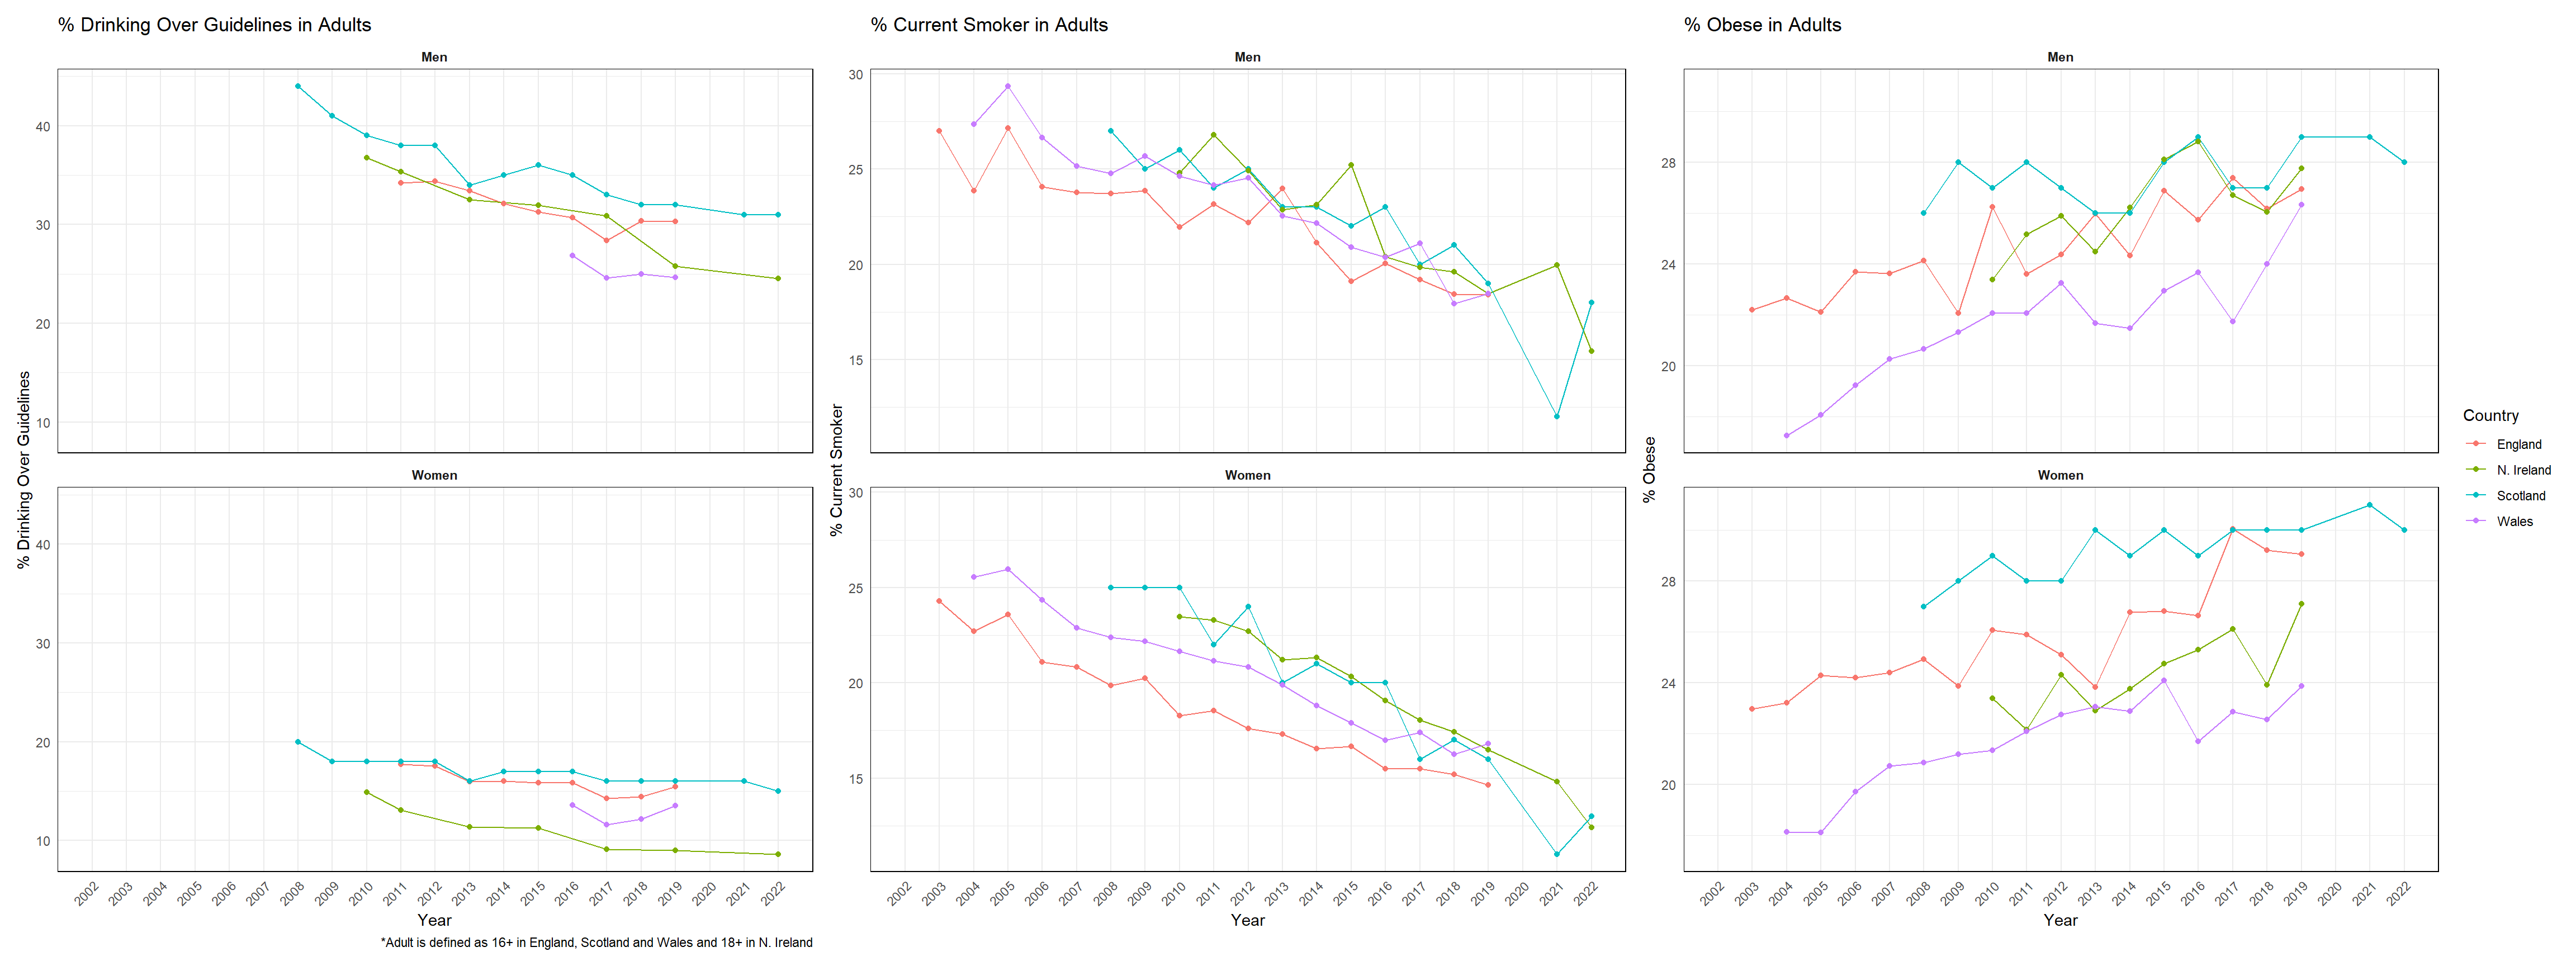 % Drinking Over Guidelines in Adults
% Current Smoker in Adults
% Obese in Adults
Men
Men
Men
40
30
20
10
30
25
20
15
28
24
20
% Drinking Over Guidelines
% Current Smoker
% Obese
Women
Women
Women
40
30
20
10
30
25
20
15
28
24
20
2002 2003 2004 2005 2006 2007 2008 2009 2010 2011 2012 2013 2014 2015 2016 2017 2018 2019 2020 2021 2022
2002 2003 2004 2005 2006 2007 2008 2009 2010 2011 2012 2013 2014 2015 2016 2017 2018 2019 2020 2021 2022
2002 2003 2004 2005 2006 2007 2008 2009 2010 2011 2012 2013 2014 2015 2016 2017 2018 2019 2020 2021 2022
Year
Year
Year
*Adult is defined as 16+ in England, Scotland and Wales and 18+ in N. Ireland
Country
England
N. Ireland
Scotland
Wales